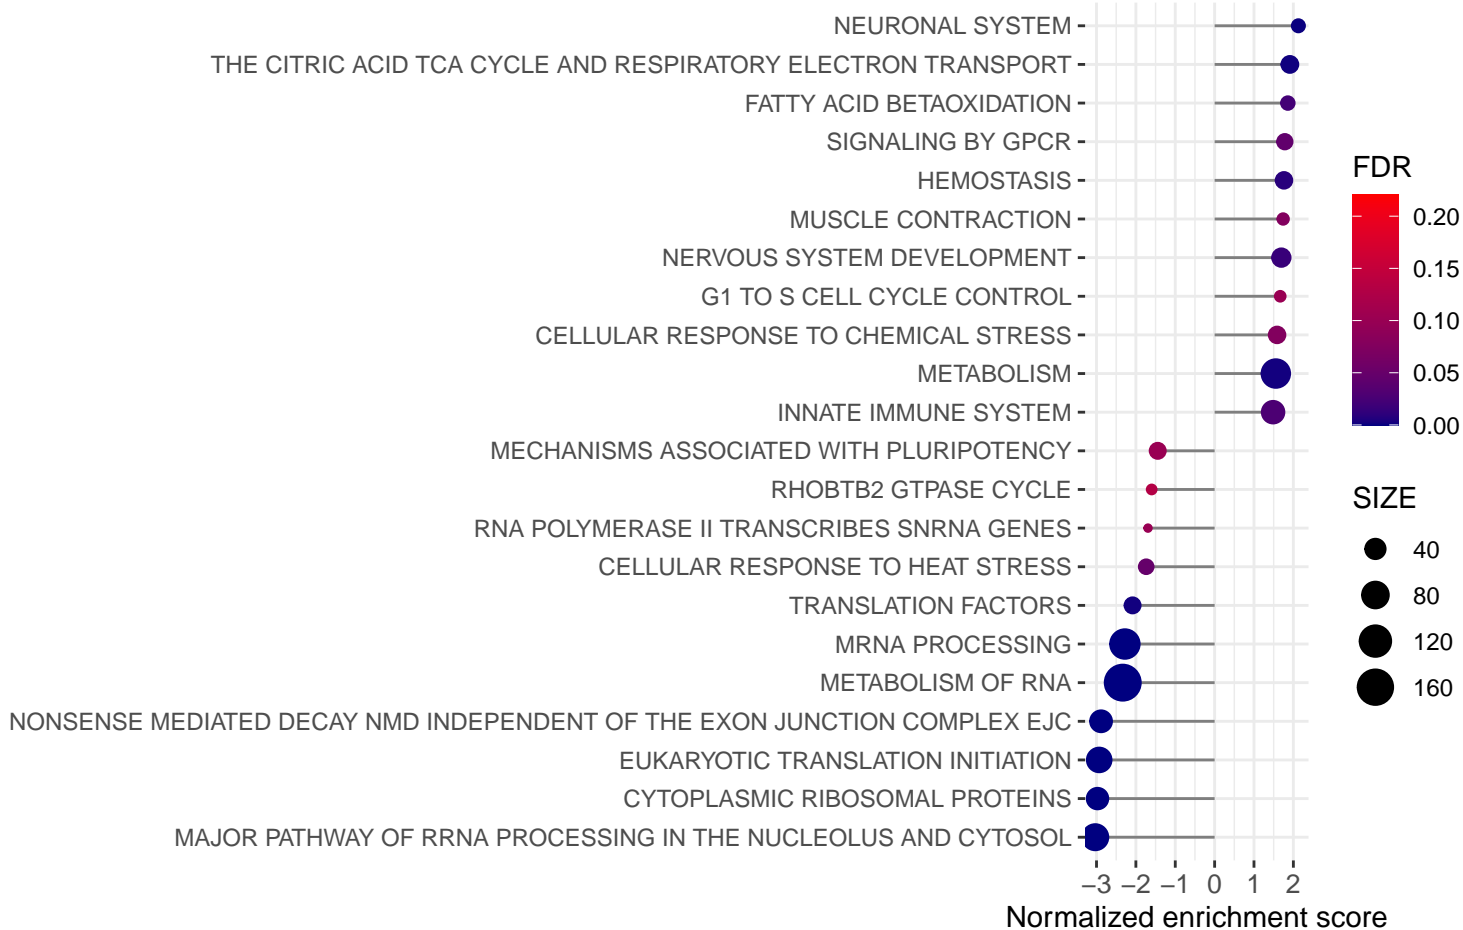 NEURONAL SYSTEM
THE CITRIC ACID TCA CYCLE AND RESPIRATORY ELECTRON TRANSPORT
FATTY ACID BETAOXIDATION
SIGNALING BY GPCR
HEMOSTASIS
MUSCLE CONTRACTION
NERVOUS SYSTEM DEVELOPMENT
G1 TO S CELL CYCLE CONTROL
CELLULAR RESPONSE TO CHEMICAL STRESS
METABOLISM
INNATE IMMUNE SYSTEM
MECHANISMS ASSOCIATED WITH PLURIPOTENCY
RHOBTB2 GTPASE CYCLE
RNA POLYMERASE II TRANSCRIBES SNRNA GENES
CELLULAR RESPONSE TO HEAT STRESS
TRANSLATION FACTORS
MRNA PROCESSING
METABOLISM OF RNA
NONSENSE MEDIATED DECAY NMD INDEPENDENT OF THE EXON JUNCTION COMPLEX EJC
EUKARYOTIC TRANSLATION INITIATION
CYTOPLASMIC RIBOSOMAL PROTEINS
MAJOR PATHWAY OF RRNA PROCESSING IN THE NUCLEOLUS AND CYTOSOL
−3 −2 −1 0 1 2
Normalized enrichment score
FDR
0.20
0.15
0.10
0.05
0.00
SIZE
40
80
120
160